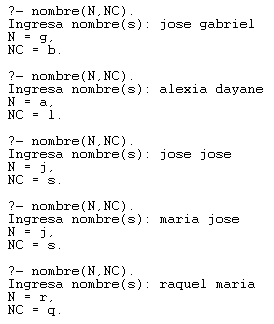 ?- nombre(N,NC).
Ingresa nombre(s): jose gabriel
N = g,
NC = b.
?- nombre(N,NC).
Ingresa nombre(s): alexia dayane
N = a,
NC = l.
?- nombre(N,NC).
Ingresa nombre(s): jose jose
N = j,
NC = s.
?- nombre(N,NC).
Ingresa nombre(s): maria jose
N = j,
NC = s.
?- nombre(N,NC).
Ingresa nombre(s): raquel maria
N = r,
NC = q.